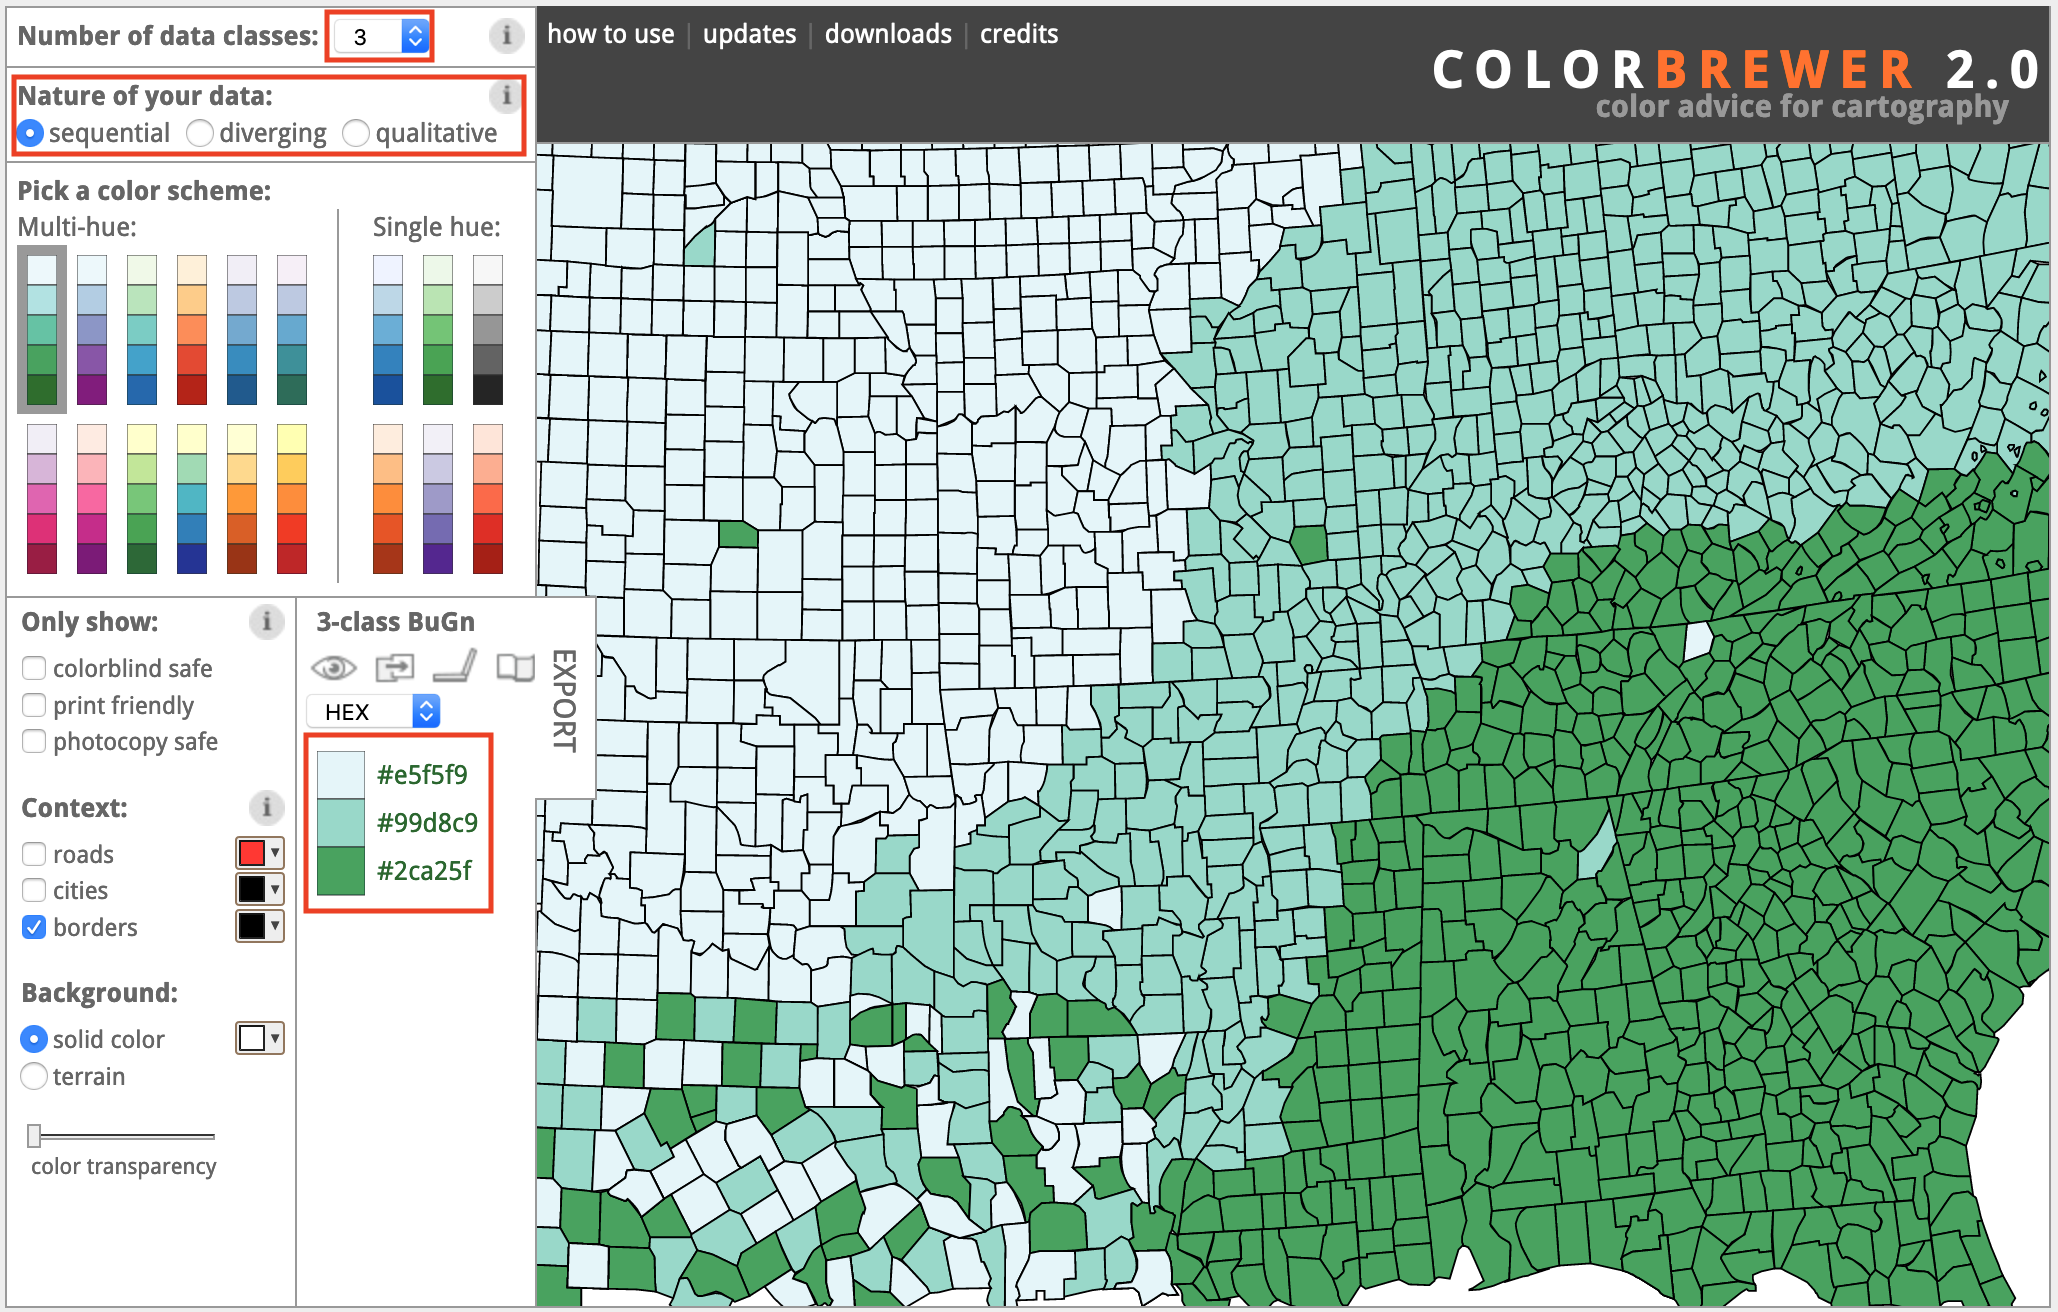 Number of data classes: 3 i
how to use | updates | downloads | credits
COLORBREWER 2.0
color advice for cartography
Nature of your data: i
sequential diverging qualitative
Pick a color scheme:
Multi-hue: Single hue:
Only show: i
colorblind safe
print friendly
photocopy safe
Context: i
roads
cities
borders
Background:
solid color
terrain
color transparency
3-class BuGn
HEX
#e5f5f9
#99d8c9
#2ca25f
EXPORT